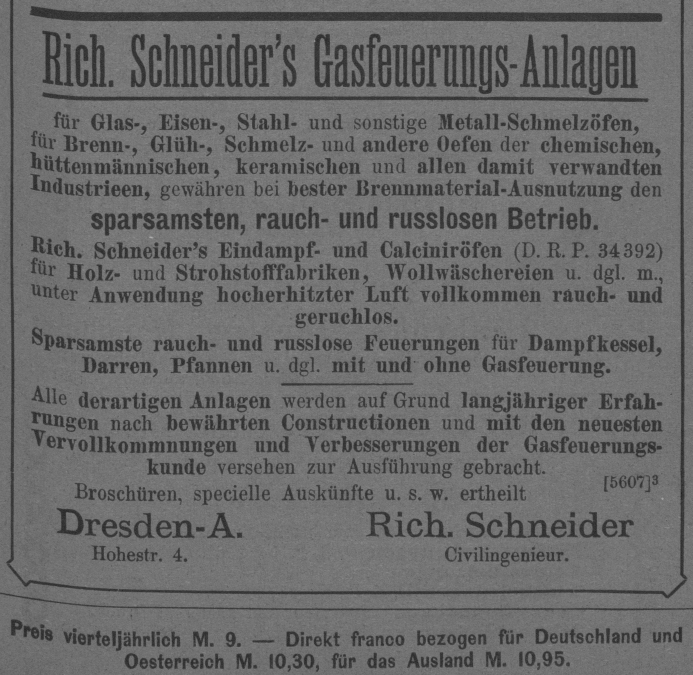 Rich. Schneider's Gasfeuerungs-Anlagen
für Glas-, Eisen-, Stahl- und sonstige Metall-Schmelzöfen,
für Brenn-, Glüh-, Schmelz- und andere Oefen der chemischen,
hüttenmännischen, keramischen und allen damit verwandten
Industrieen, gewähren bei bester Brennmaterial-Ausnutzung den
sparsamsten, rauch- und russlosen Betrieb.
Rich. Schneider's Eindampf- und Calciniröfen (D. R. P. 34392)
für Holz- und Strohstofffabriken, Wollwäschereien u. dgl. m.,
unter Anwendung hocherhitzter Luft vollkommen rauch- und
geruchlos.
Sparsamste rauch- und russlose Feuerungen für Dampfkessel,
Darren, Pfannen u. dgl. mit und ohne Gasfeuerung.
Alle derartigen Anlagen werden auf Grund langjähriger Erfah-
rungen nach bewährten Constructionen und mit den neuesten
Vervollkommnungen und Verbesserungen der Gasfeuerungs-
kunde versehen zur Ausführung gebracht.
Broschüren, specielle Auskünfte u. s. w. ertheilt [5607]³
Dresden-A. Rich. Schneider
Hohestr. 4. Civilingenieur.
Preis vierteljährlich M. 9. — Direkt franco bezogen für Deutschland und
Oesterreich M. 10,30, für das Ausland M. 10,95.